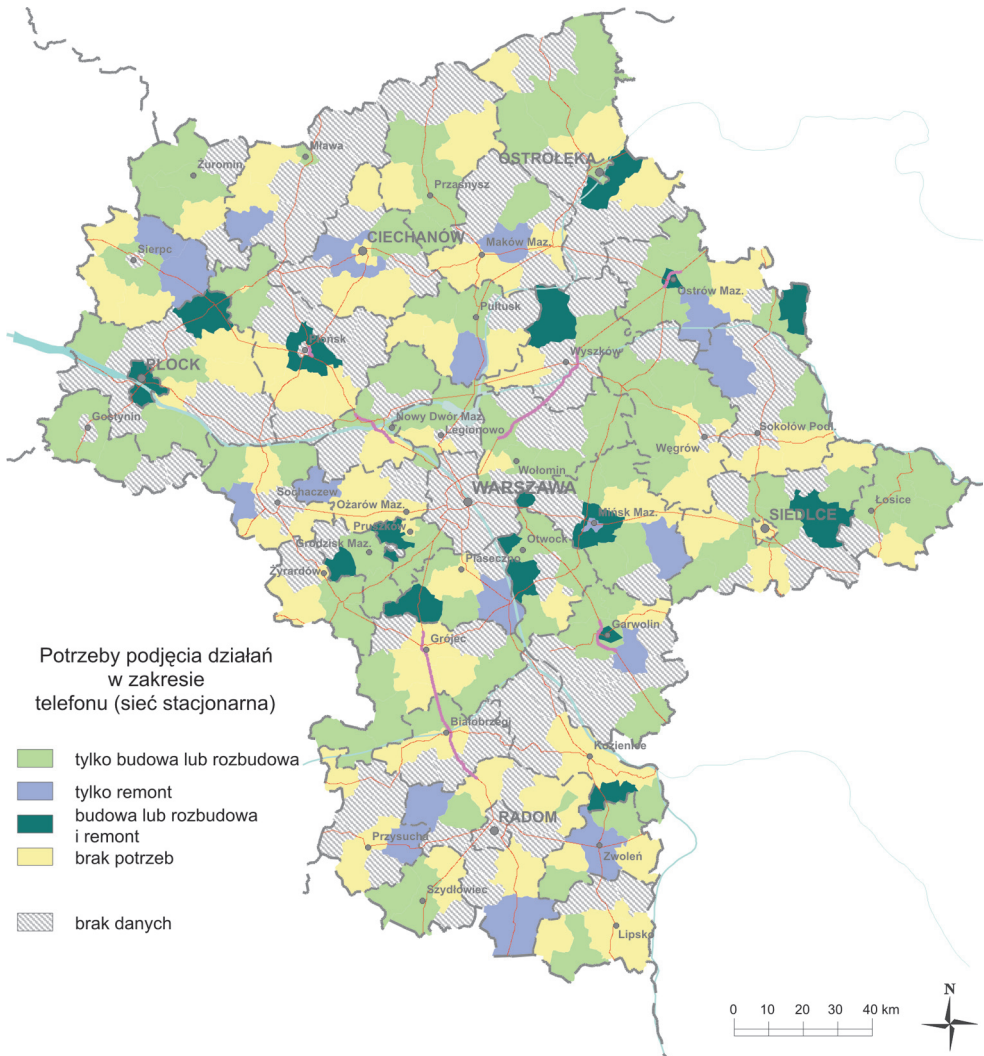 Mława
Żuromin
OSTROŁĘKA
Przasnysz
CIECHANÓW
Maków Maz.
Sierpc
Ostrów Maz.
Pułtusk
Płońsk
Wyszków
PŁOCK
Gostynin
Nowy Dwór Maz.
Legionowo
Sokołów Podl.
Węgrów
Wołomin
WARSZAWA
Sochaczew
Ożarów Maz.
Mińsk Maz.
SIEDLCE
Łosice
Pruszków
Grodzisk Maz.
Otwock
Piaseczno
Żyrardów
Garwolin
Grójec
Potrzeby podjęcia działań
w zakresie
telefonu (sieć stacjonarna)
Białobrzegi
Kozienice
tylko budowa lub rozbudowa
tylko remont
budowa lub rozbudowa
i remont
brak potrzeb
brak danych
RADOM
Przysucha
Zwoleń
Szydłowiec
Lipsko
N
0 10 20 30 40 km